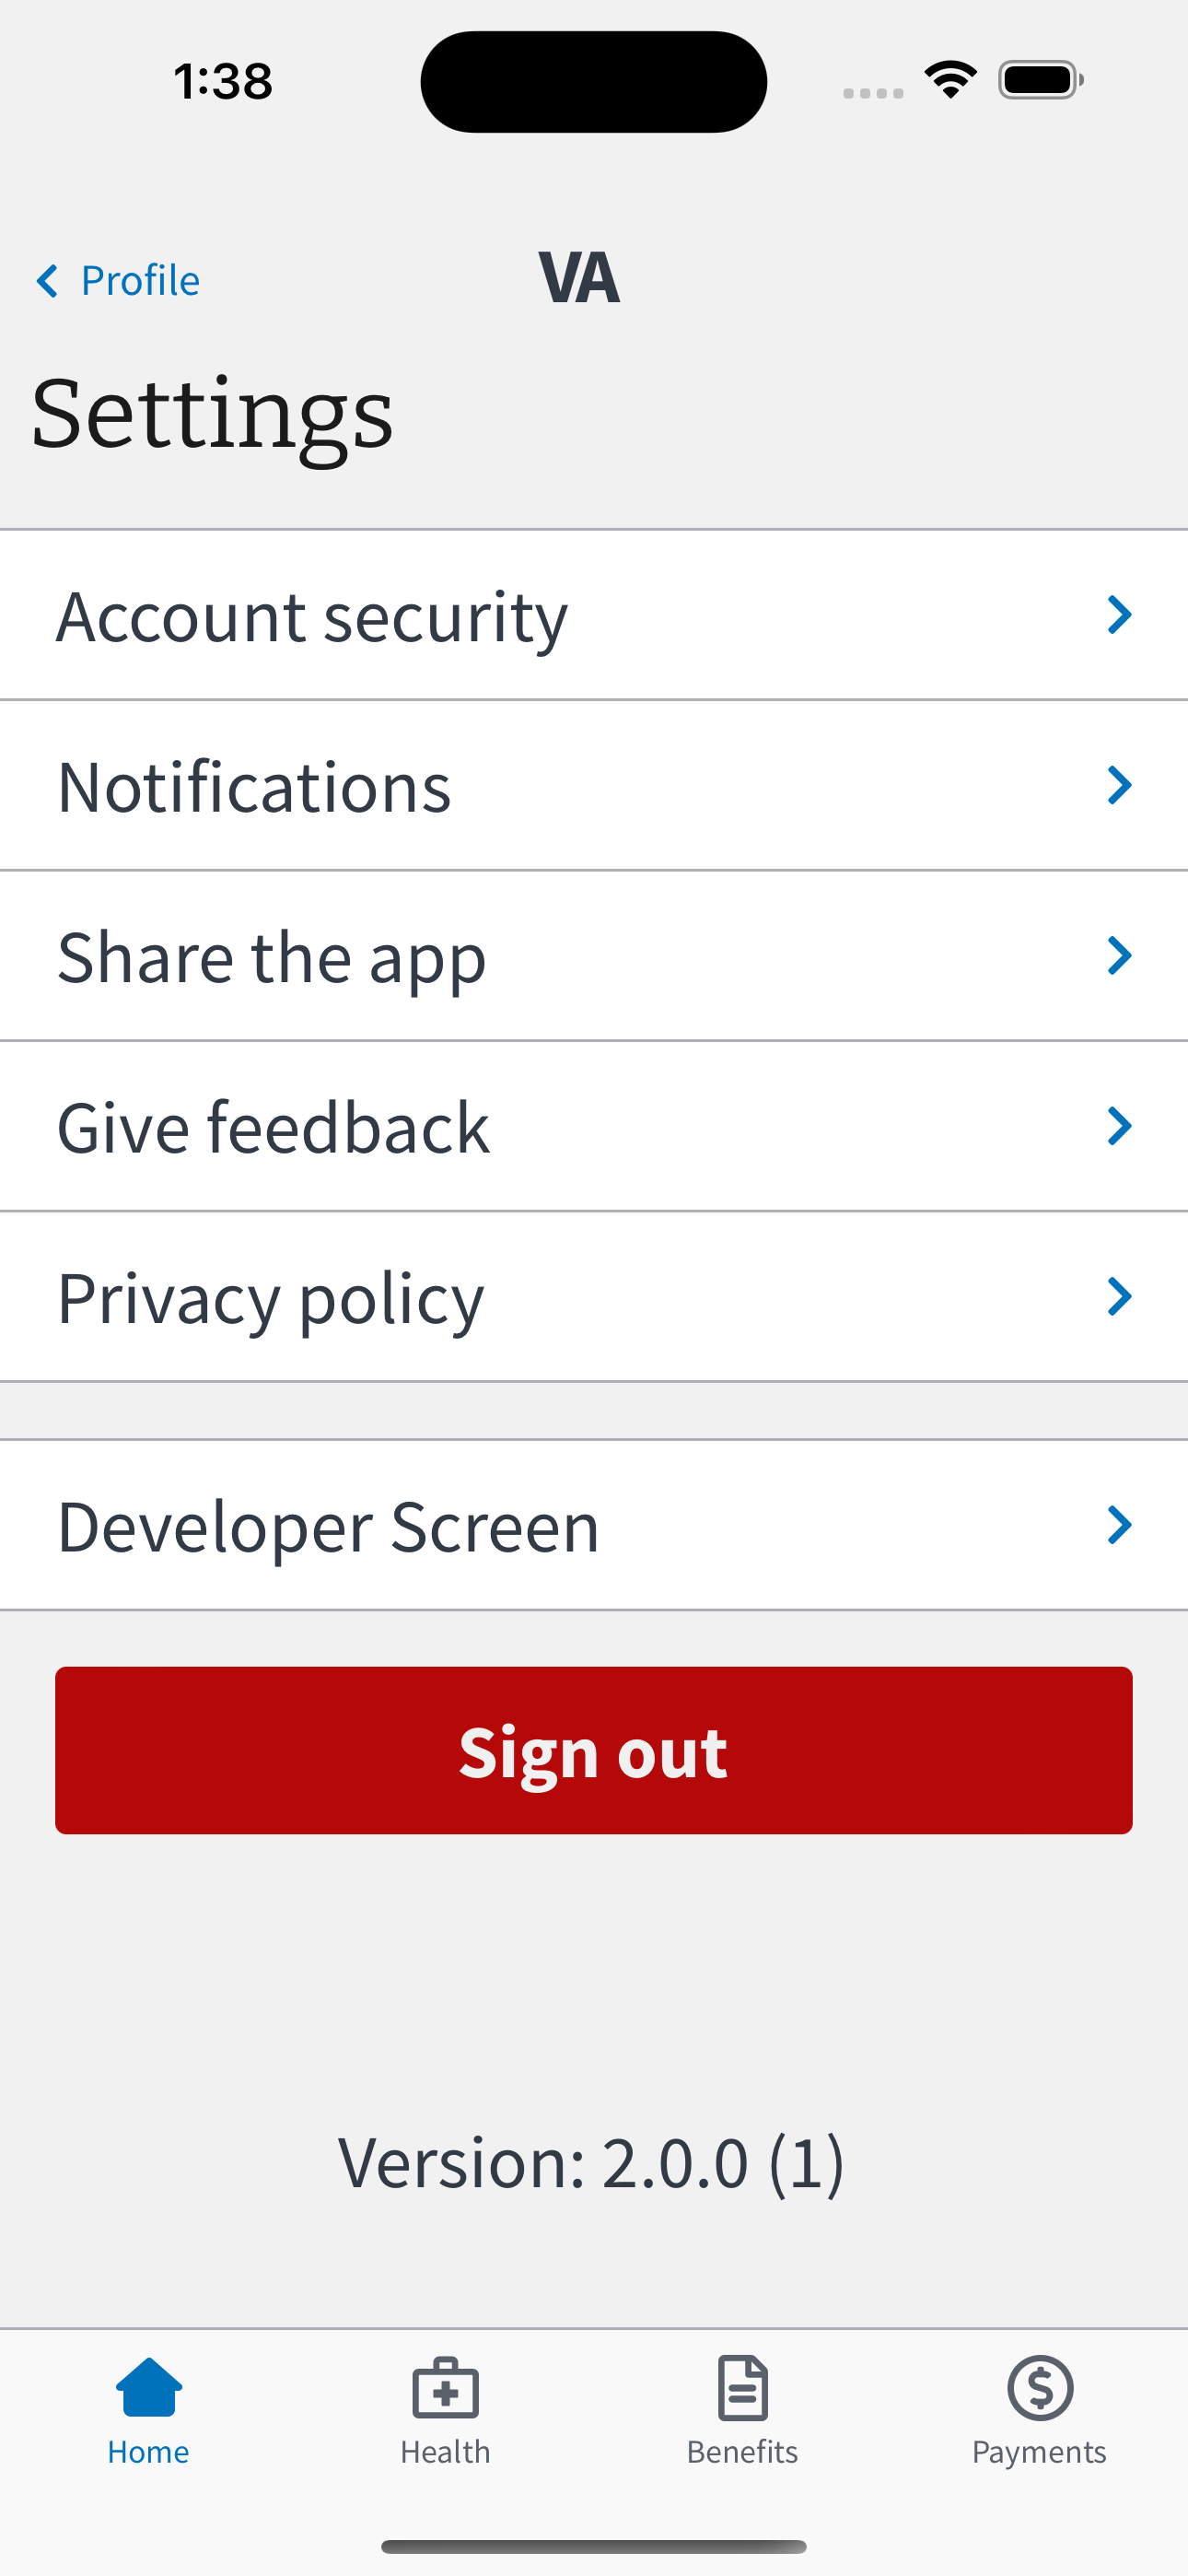 1:38
Profile
VA
Settings
Account security
Notifications
Share the app
Give feedback
Privacy policy
Developer Screen
Sign out
Version: 2.0.0 (1)
Home
Health
Benefits
Payments